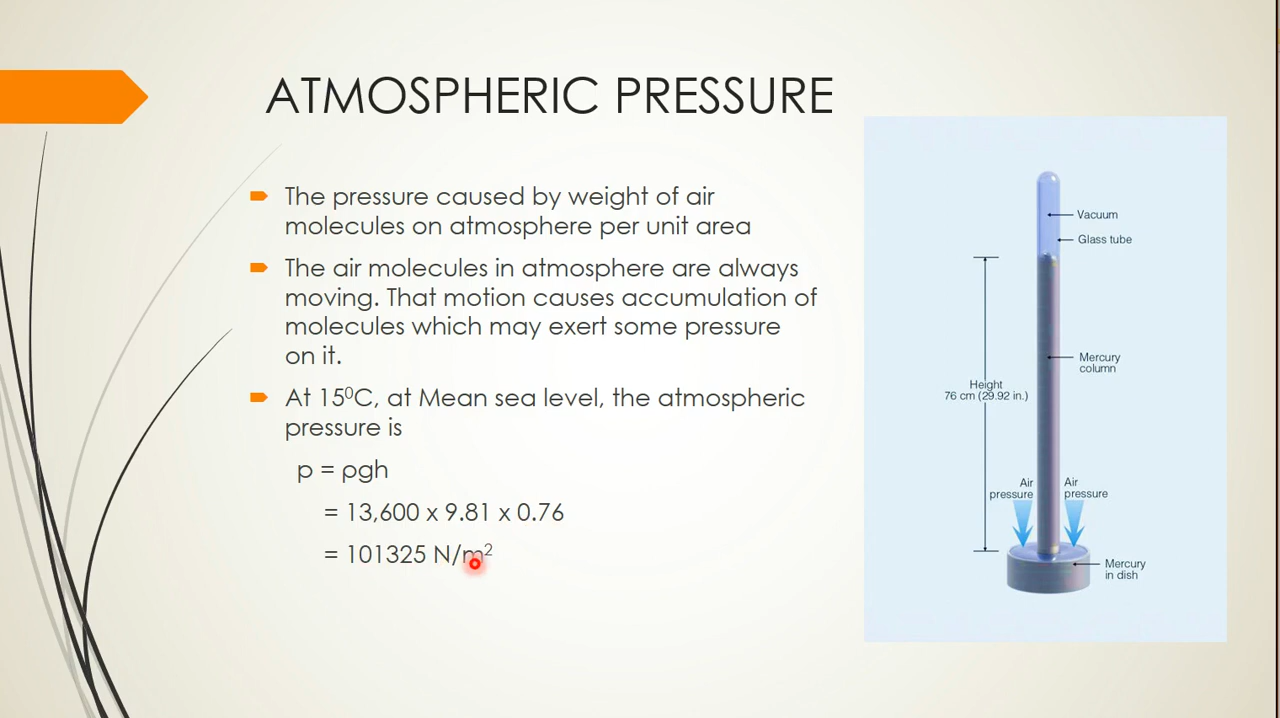 ATMOSPHERIC PRESSURE
The pressure caused by weight of air
molecules on atmosphere per unit area
The air molecules in atmosphere are always
moving. That motion causes accumulation of
molecules which may exert some pressure
on it.
At 15⁰C, at Mean sea level, the atmospheric
pressure is
p = ρgh
= 13,600 x 9.81 x 0.76
= 101325 N/m²
Vacuum
Glass tube
Mercury
column
Height
76 cm (29.92 in.)
Air
pressure
Air
pressure
Mercury
in dish